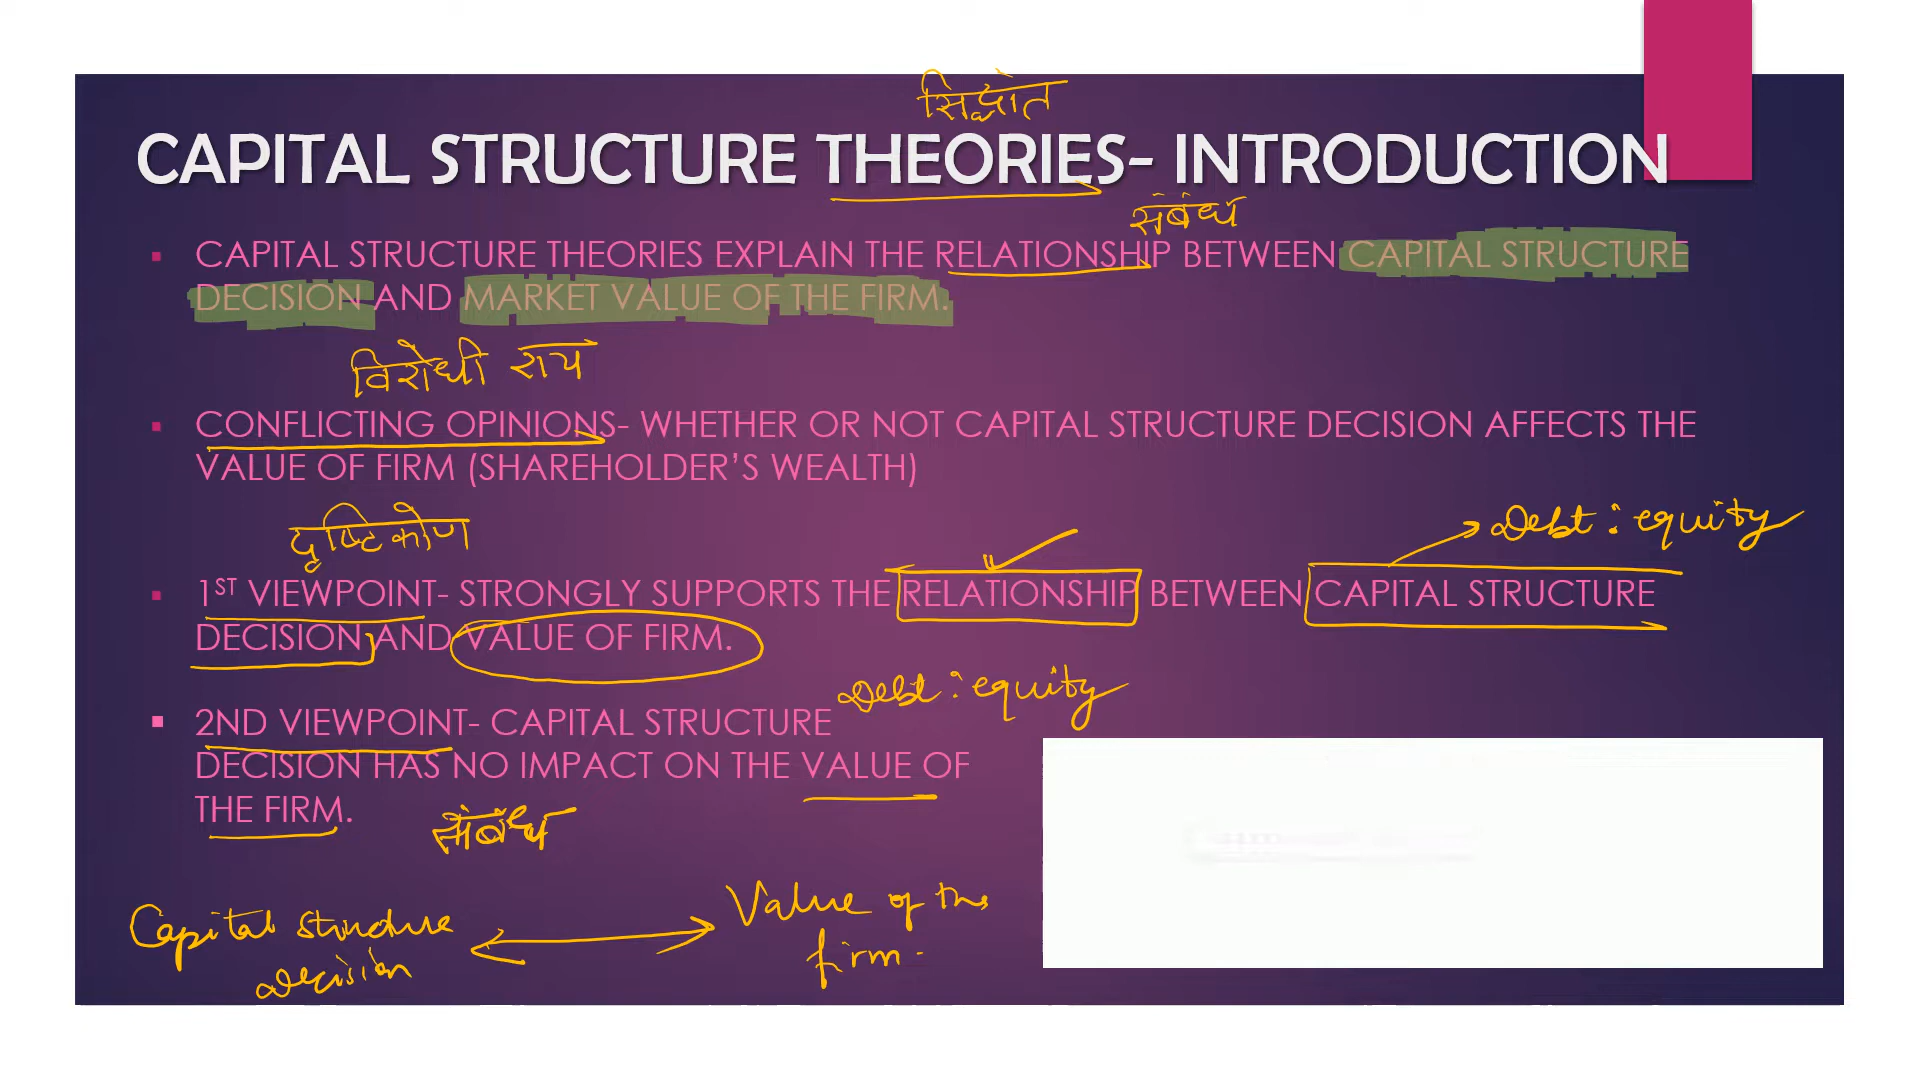 सिद्धांत
CAPITAL STRUCTURE THEORIES- INTRODUCTION
संबंध
▪ CAPITAL STRUCTURE THEORIES EXPLAIN THE RELATIONSHIP BETWEEN CAPITAL STRUCTURE
DECISION AND MARKET VALUE OF THE FIRM.
विरोधी राय
▪ CONFLICTING OPINIONS- WHETHER OR NOT CAPITAL STRUCTURE DECISION AFFECTS THE
VALUE OF FIRM (SHAREHOLDER’S WEALTH)
दृष्टिकोण
Debt : equity
▪ 1ST VIEWPOINT- STRONGLY SUPPORTS THE RELATIONSHIP BETWEEN CAPITAL STRUCTURE
DECISION AND VALUE OF FIRM.
Debt : equity
▪ 2ND VIEWPOINT- CAPITAL STRUCTURE
DECISION HAS NO IMPACT ON THE VALUE OF
THE FIRM.
संबंध
Capital structure Value of the
decision firm.